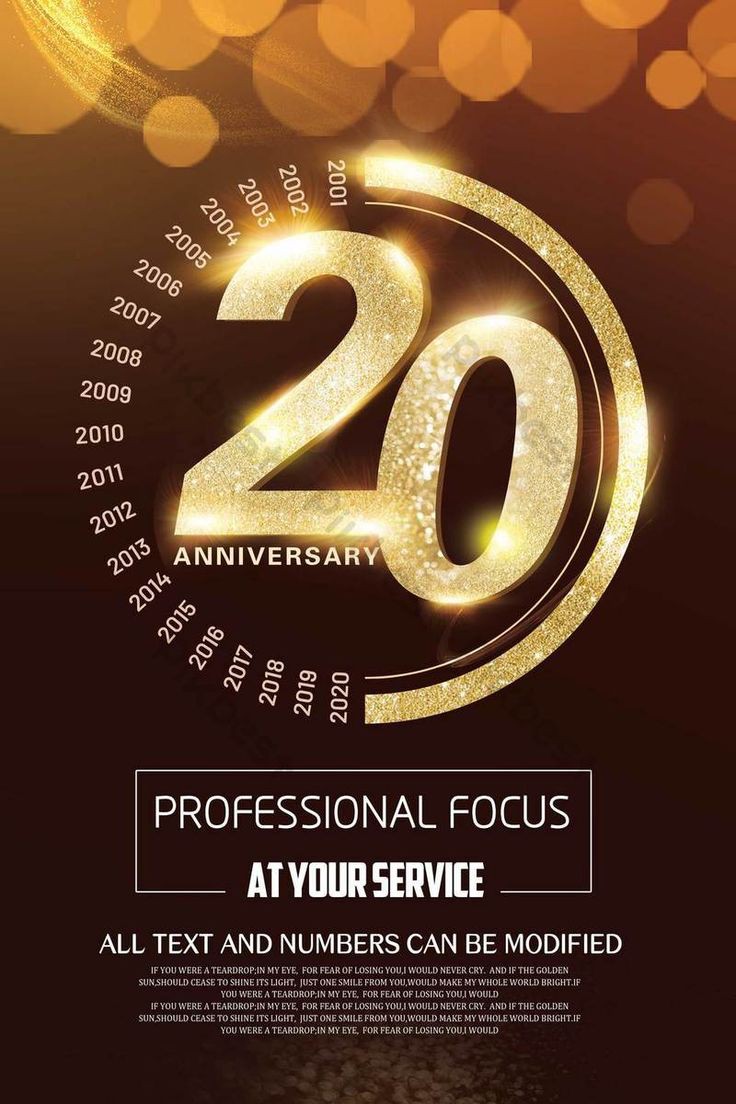 2001
2002
2003
2004
2005
2006
2007
2008
2009
2010
2011
2012
2013
2014
2015
2016
2017
2018
2019
2020
20
ANNIVERSARY
PROFESSIONAL FOCUS
AT YOUR SERVICE
ALL TEXT AND NUMBERS CAN BE MODIFIED
IF YOU WERE A TEARDROP;IN MY EYE, FOR FEAR OF LOSING YOU,I WOULD NEVER CRY. AND IF THE GOLDEN
SUN,SHOULD CEASE TO SHINE ITS LIGHT, JUST ONE SMILE FROM YOU,WOULD MAKE MY WHOLE WORLD BRIGHT.IF
YOU WERE A TEARDROP;IN MY EYE, FOR FEAR OF LOSING YOU,I WOULD
IF YOU WERE A TEARDROP;IN MY EYE, FOR FEAR OF LOSING YOU,I WOULD NEVER CRY. AND IF THE GOLDEN
SUN,SHOULD CEASE TO SHINE ITS LIGHT, JUST ONE SMILE FROM YOU,WOULD MAKE MY WHOLE WORLD BRIGHT.IF
YOU WERE A TEARDROP;IN MY EYE, FOR FEAR OF LOSING YOU,I WOULD